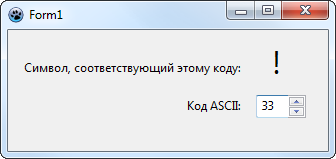 Form1
Символ, соответствующий этому коду: !
Код ASCII: 33